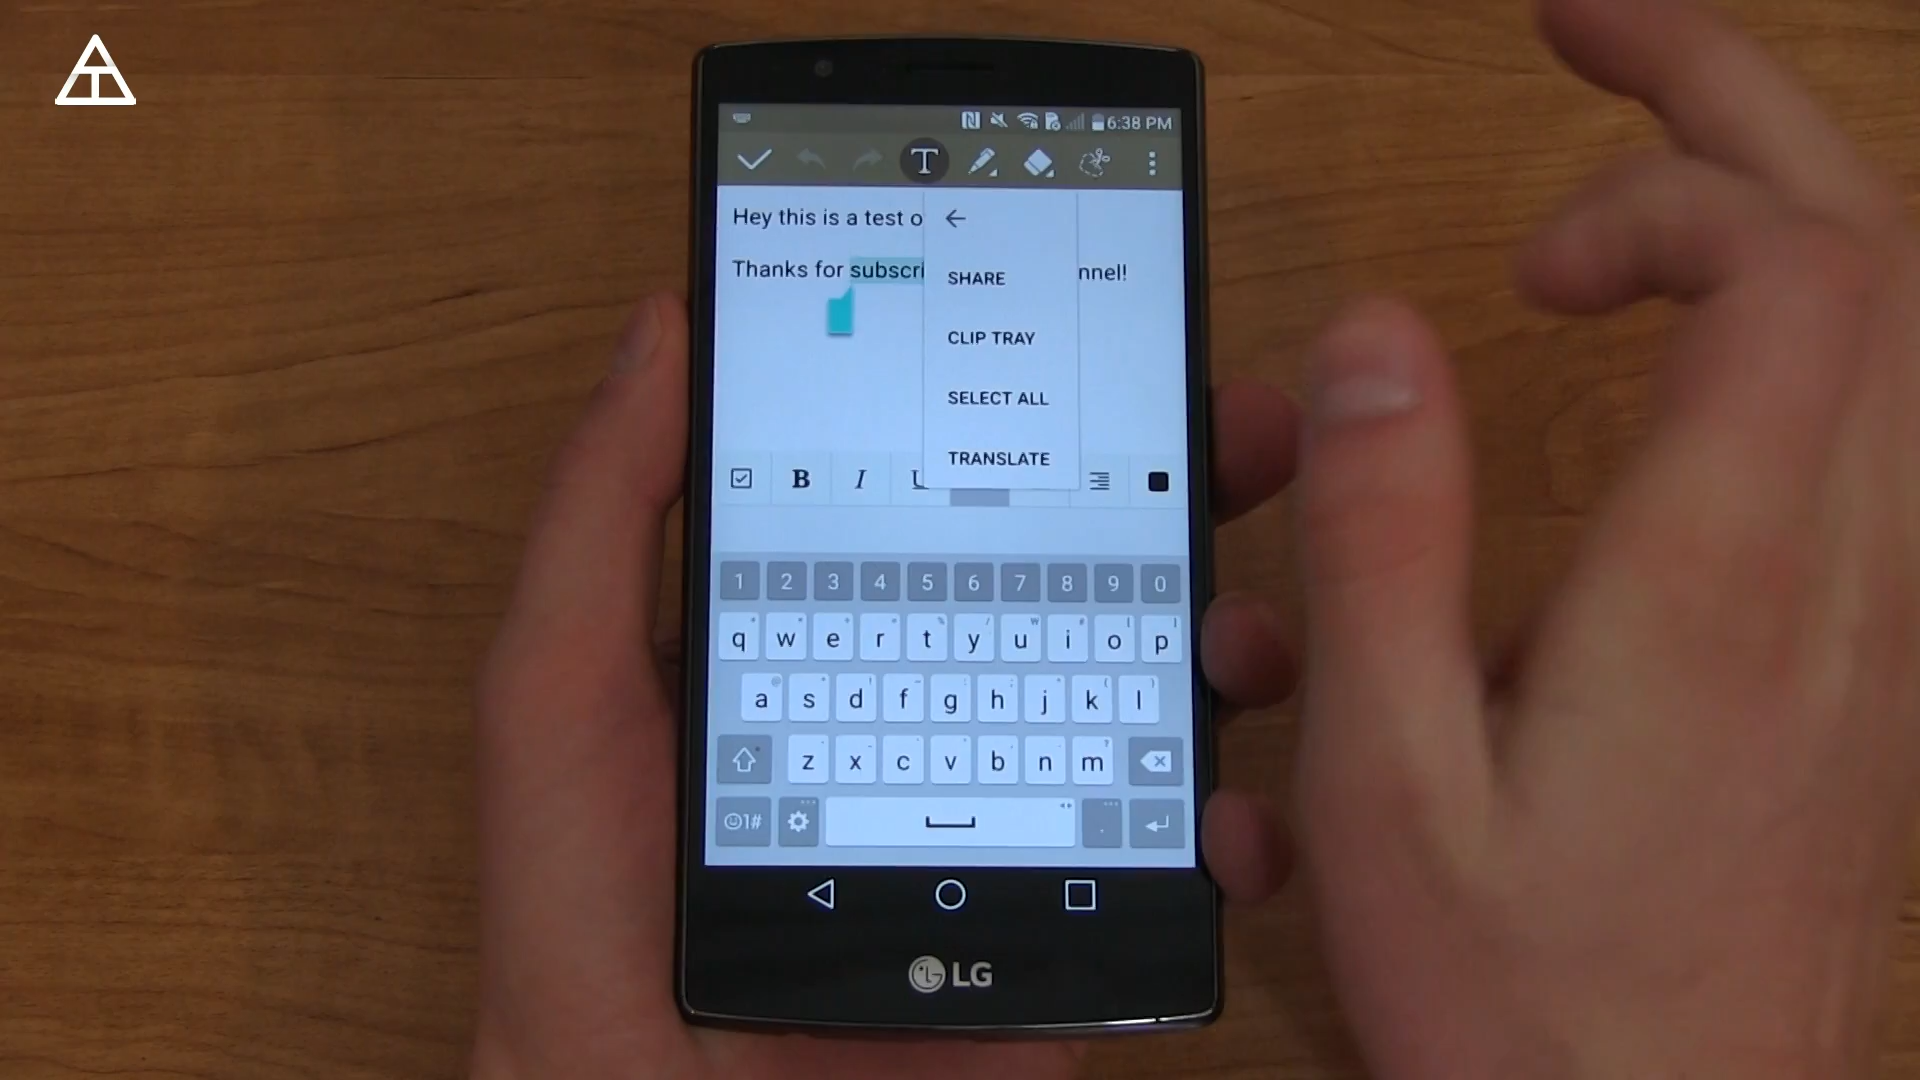 6:38 PM
T
Hey this is a test o
SHARE
Thanks for subscri
nnel!
CLIP TRAY
SELECT ALL
TRANSLATE
B I U
1 2 3 4 5 6 7 8 9 0
q w e r t y u i o p
a s d f g h j k l
z x c v b n m
1#
.
LG